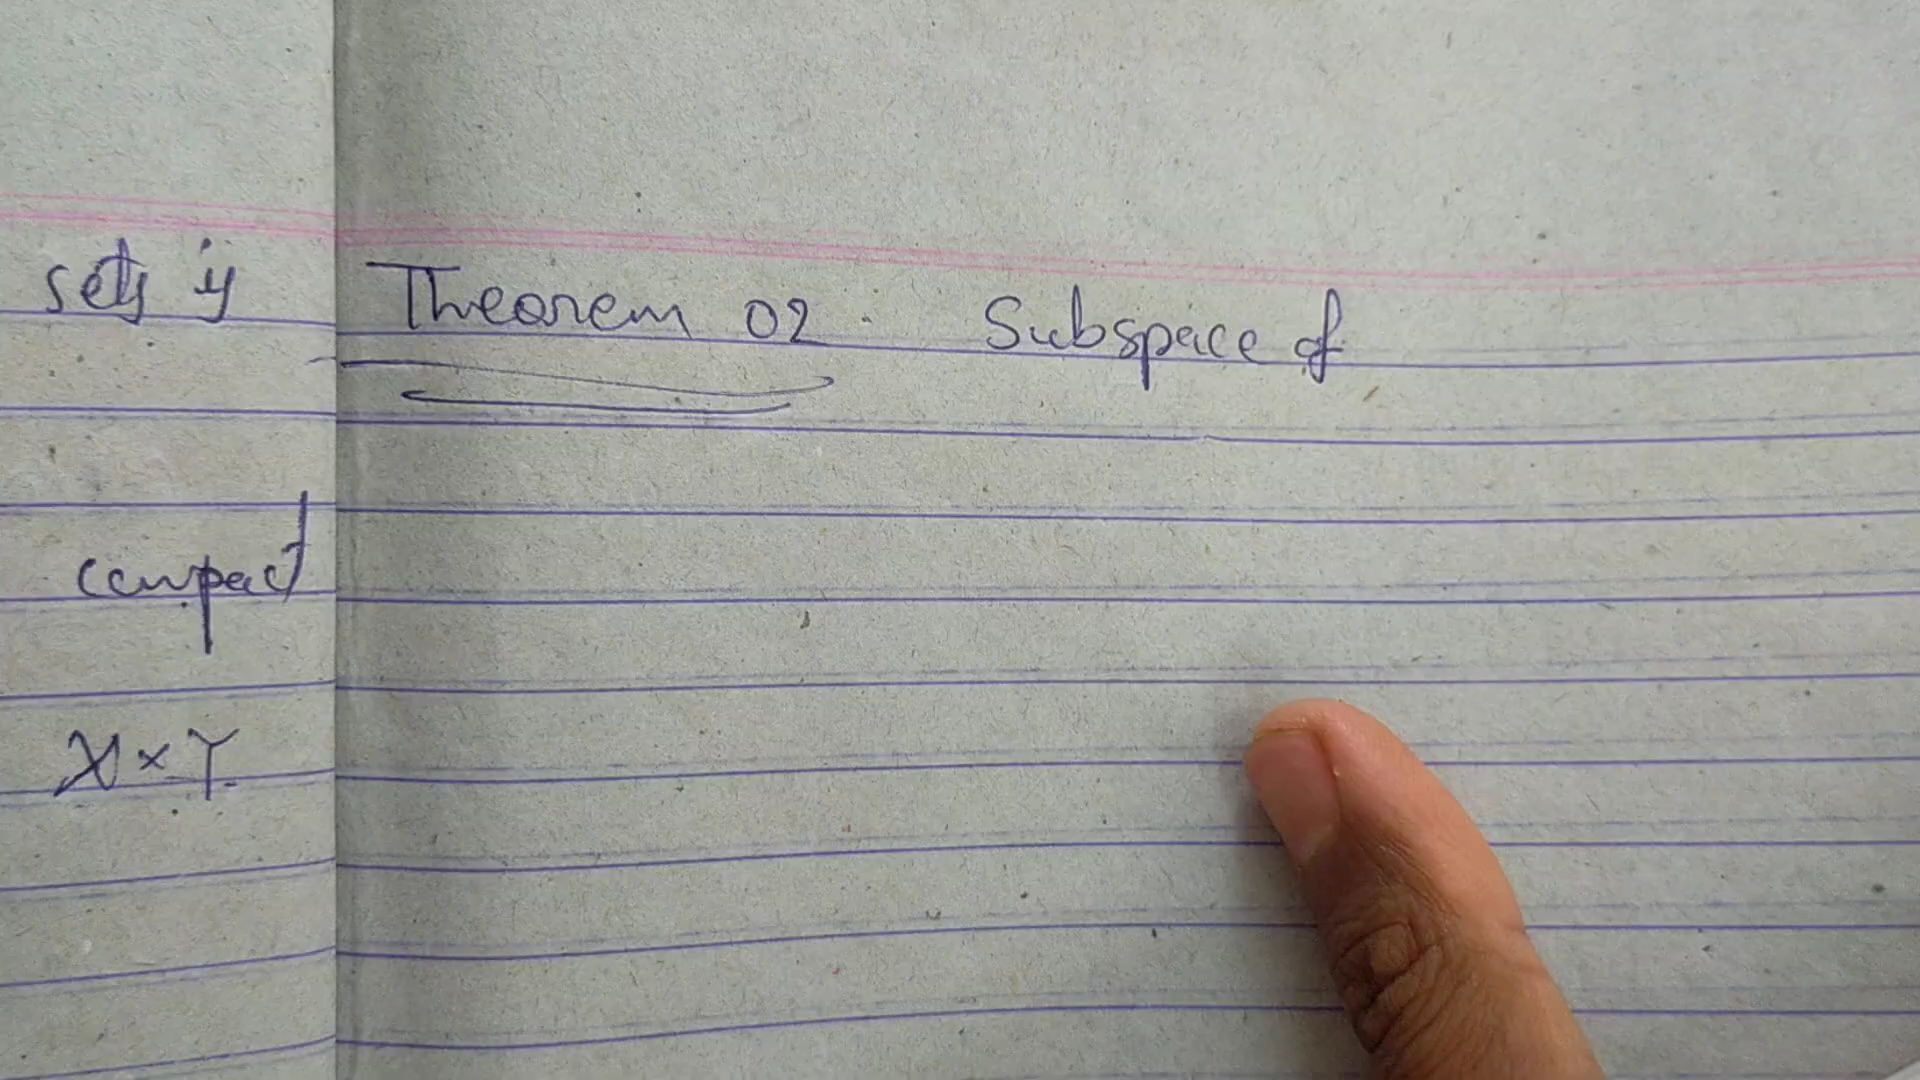 sets is
compact
X × Y
Theorem 02. Subspace of